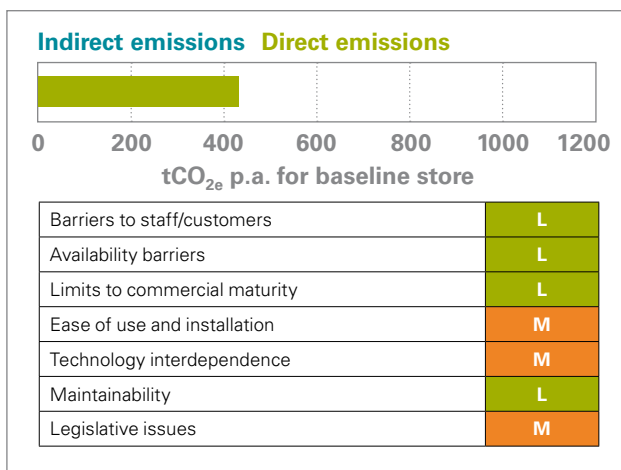 Indirect emissions Direct emissions
0 200 400 600 800 1000 1200
tCO2e p.a. for baseline store
Barriers to staff/customers L
Availability barriers L
Limits to commercial maturity L
Ease of use and installation M
Technology interdependence M
Maintainability L
Legislative issues M